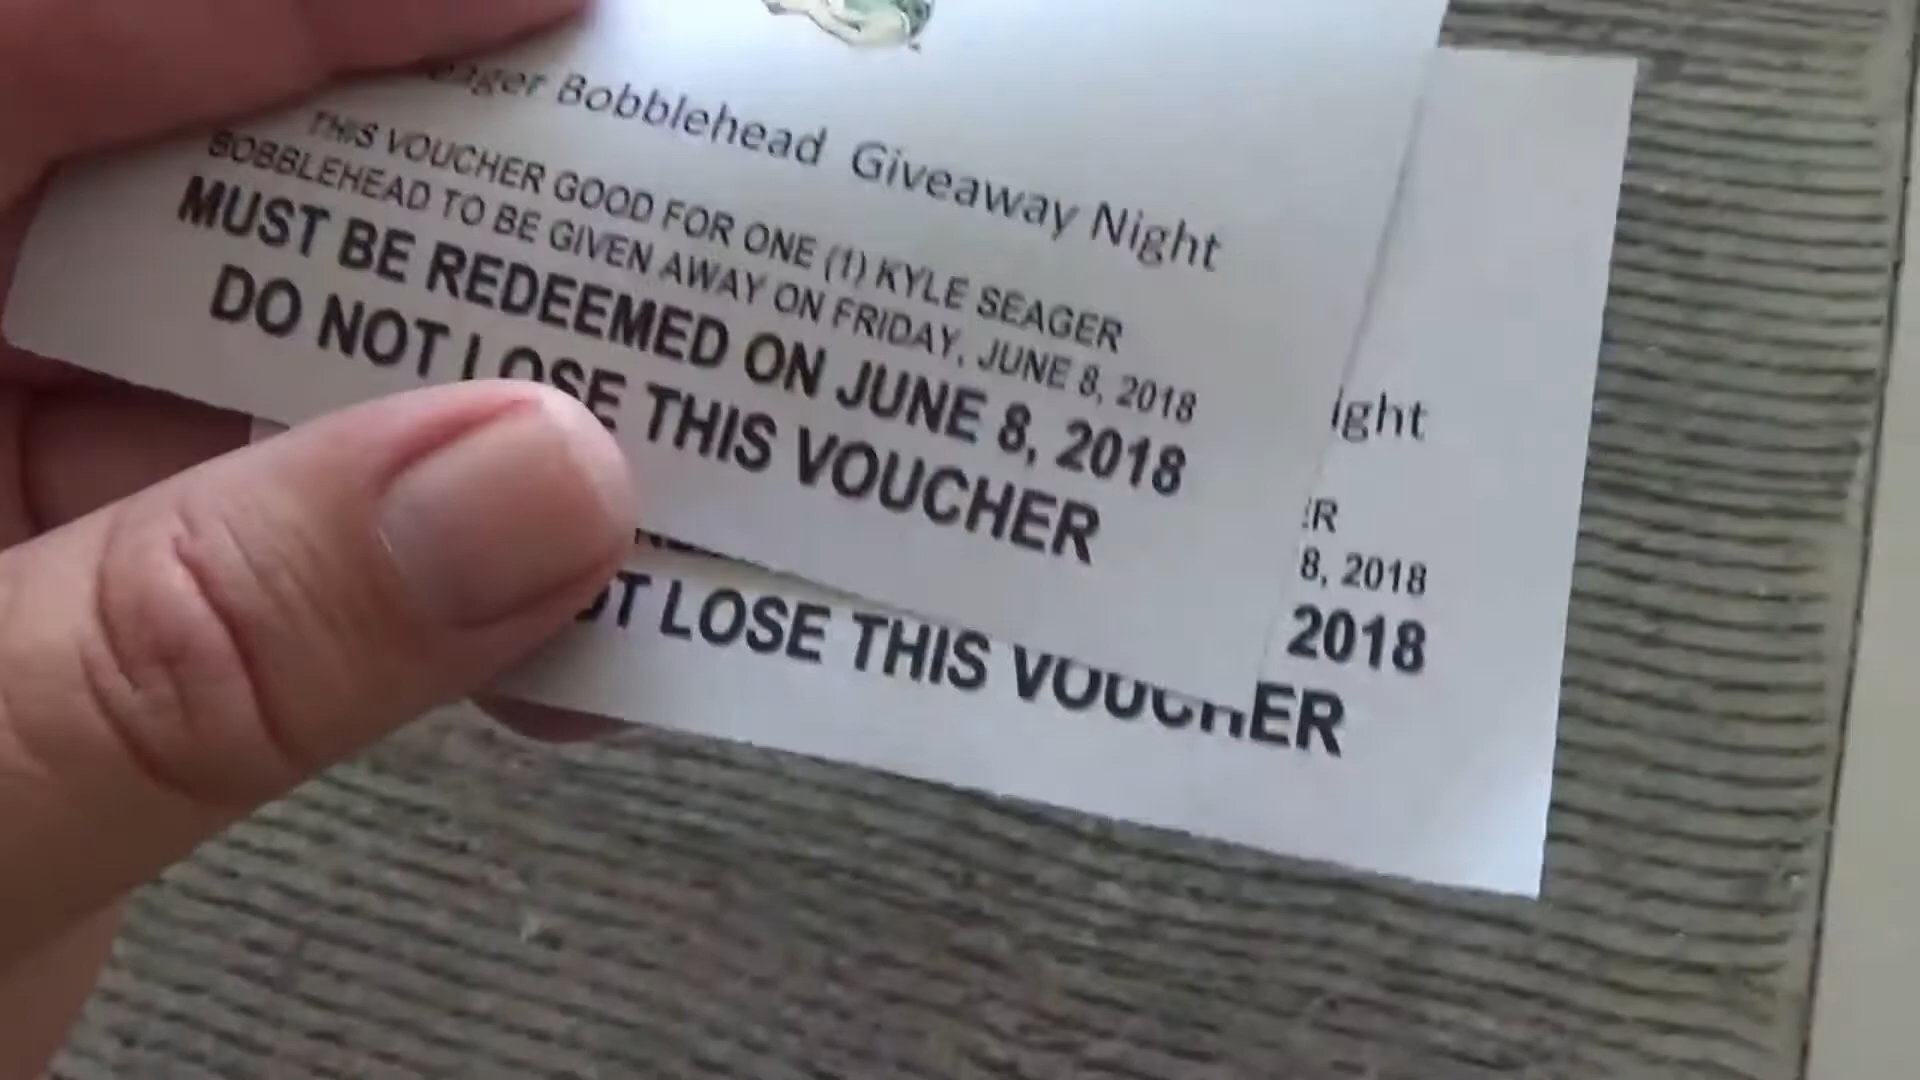 Bobblehead Giveaway Night
THIS VOUCHER GOOD FOR ONE (1) KYLE SEAGER
BOBBLEHEAD TO BE GIVEN AWAY ON FRIDAY, JUNE 8, 2018
MUST BE REDEEMED ON JUNE 8, 2018
DO NOT LOSE THIS VOUCHER
ight
ER
8, 2018
2018
OT LOSE THIS VOUCHER